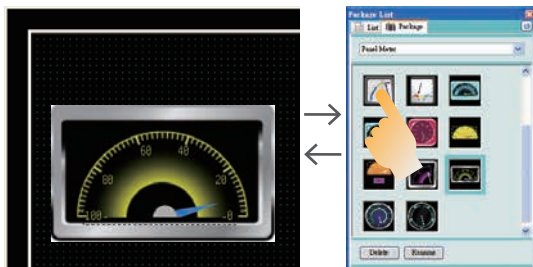 Package List
List Package
Panel Meter
60 40
80 20
100 0
Delete Rename